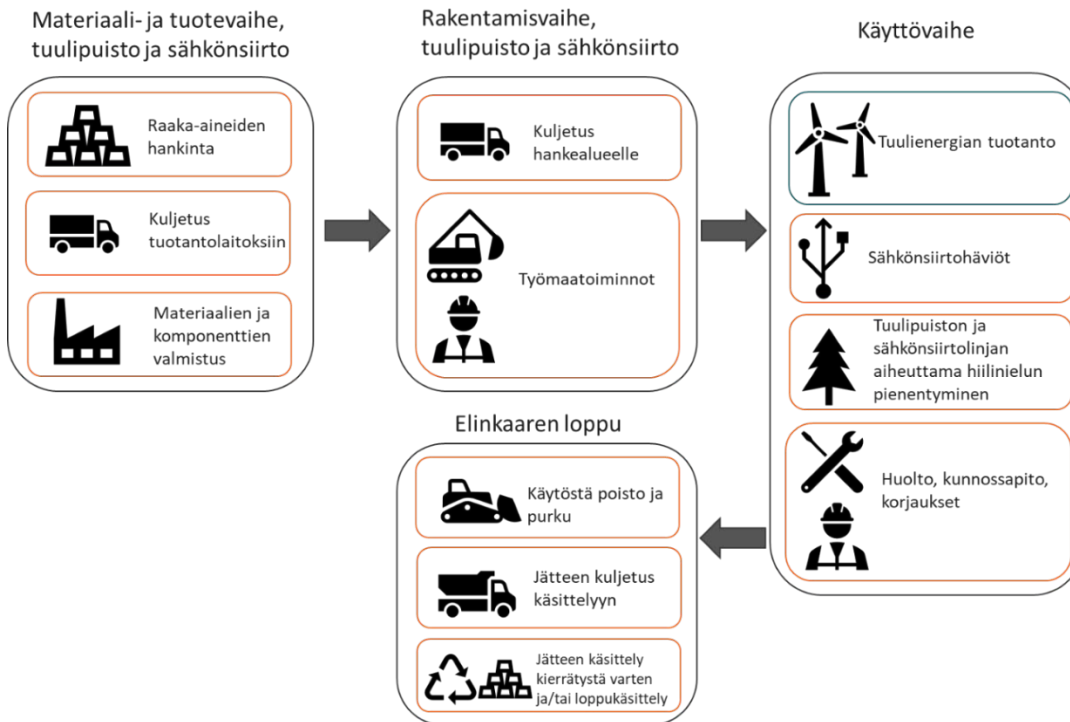 Materiaali- ja tuotevaihe,
tuulipuisto ja sähkönsiirto
Raaka-aineiden
hankinta
Kuljetus
tuotantolaitoksiin
Materiaalien ja
komponenttien
valmistus
Rakentamisvaihe,
tuulipuisto ja sähkönsiirto
Kuljetus
hankealueelle
Työmaatoiminnot
Käyttövaihe
Tuulienergian tuotanto
Sähkönsiirtohäviöt
Tuulipuiston ja
sähkönsiirtolinjan
aiheuttama hiilinielun
pienentyminen
Huolto, kunnossapito,
korjaukset
Elinkaaren loppu
Käytöstä poisto ja
purku
Jätteen kuljetus
käsittelyyn
Jätteen käsittely
kierrätystä varten
ja/tai loppukäsittely